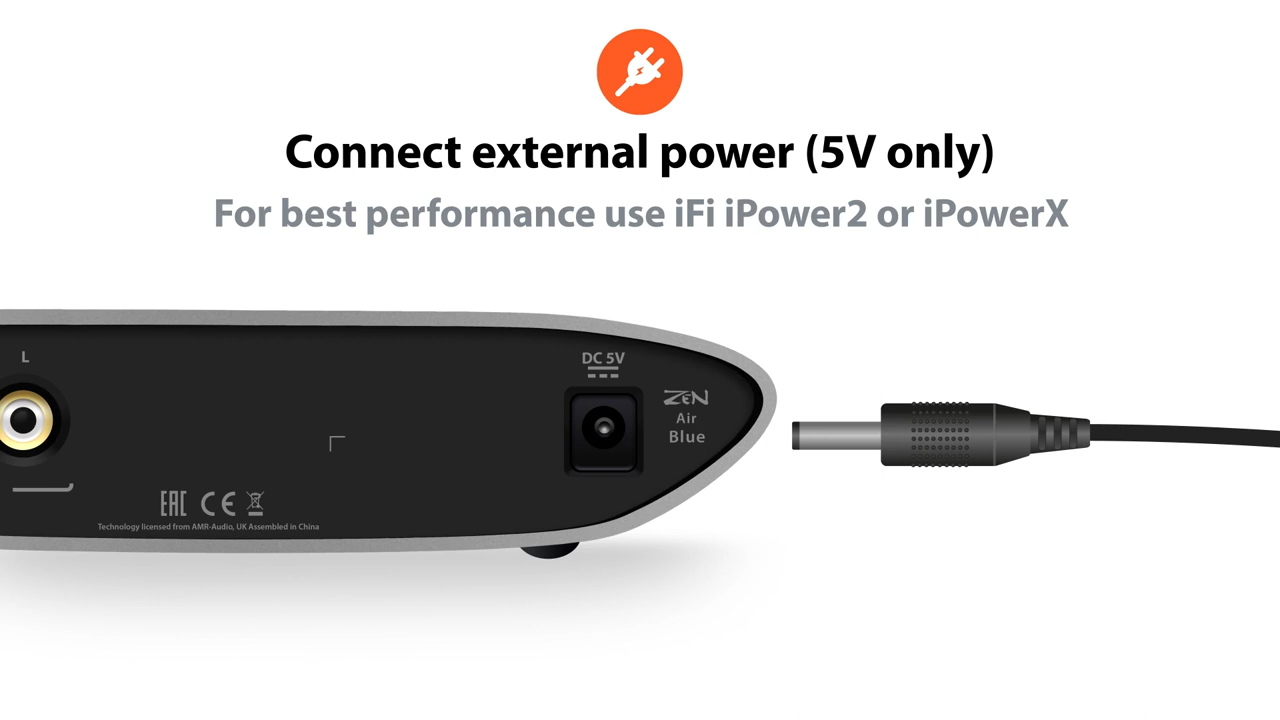 Connect external power (5V only)
For best performance use iFi iPower2 or iPowerX
L
DC 5V
ZEN
Air
Blue
EAC CE
Technology licensed from AMR-Audio, UK Assembled in China